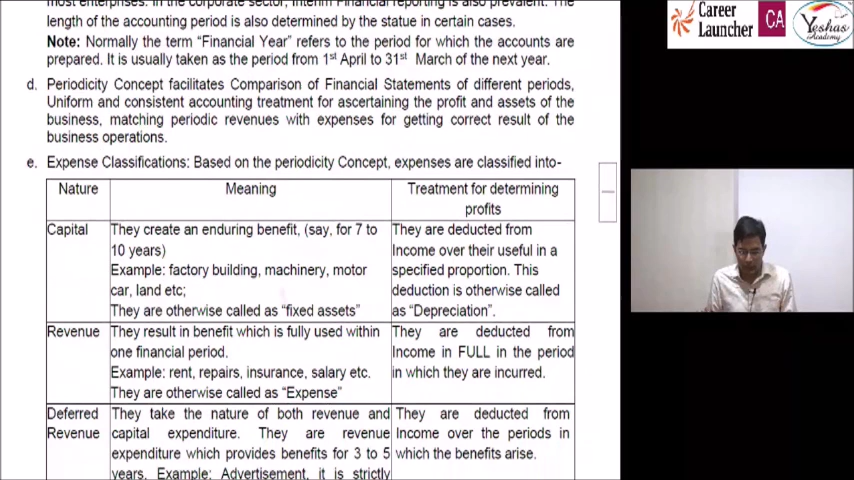 most enterprises. In the corporate sector, Interim Financial reporting is also prevalent. The
length of the accounting period is also determined by the statue in certain cases.
Note: Normally the term “Financial Year” refers to the period for which the accounts are
prepared. It is usually taken as the period from 1st April to 31st March of the next year.
d. Periodicity Concept facilitates Comparison of Financial Statements of different periods,
Uniform and consistent accounting treatment for ascertaining the profit and assets of the
business, matching periodic revenues with expenses for getting correct result of the
business operations.
e. Expense Classifications: Based on the periodicity Concept, expenses are classified into-
Nature Meaning Treatment for determining
profits
Capital They create an enduring benefit, (say, for 7 to They are deducted from
10 years) Income over their useful in a
Example: factory building, machinery, motor specified proportion. This
car, land etc; deduction is otherwise called
They are otherwise called as “fixed assets” as “Depreciation”.
Revenue They result in benefit which is fully used within They are deducted from
one financial period. Income in FULL in the period
Example: rent, repairs, insurance, salary etc. in which they are incurred.
They are otherwise called as “Expense”
Deferred They take the nature of both revenue and They are deducted from
Revenue capital expenditure. They are revenue Income over the periods in
expenditure which provides benefits for 3 to 5 which the benefits arise.
years. Example: Advertisement, it is strictly
Career
Launcher
CA
Yeshas
Academy